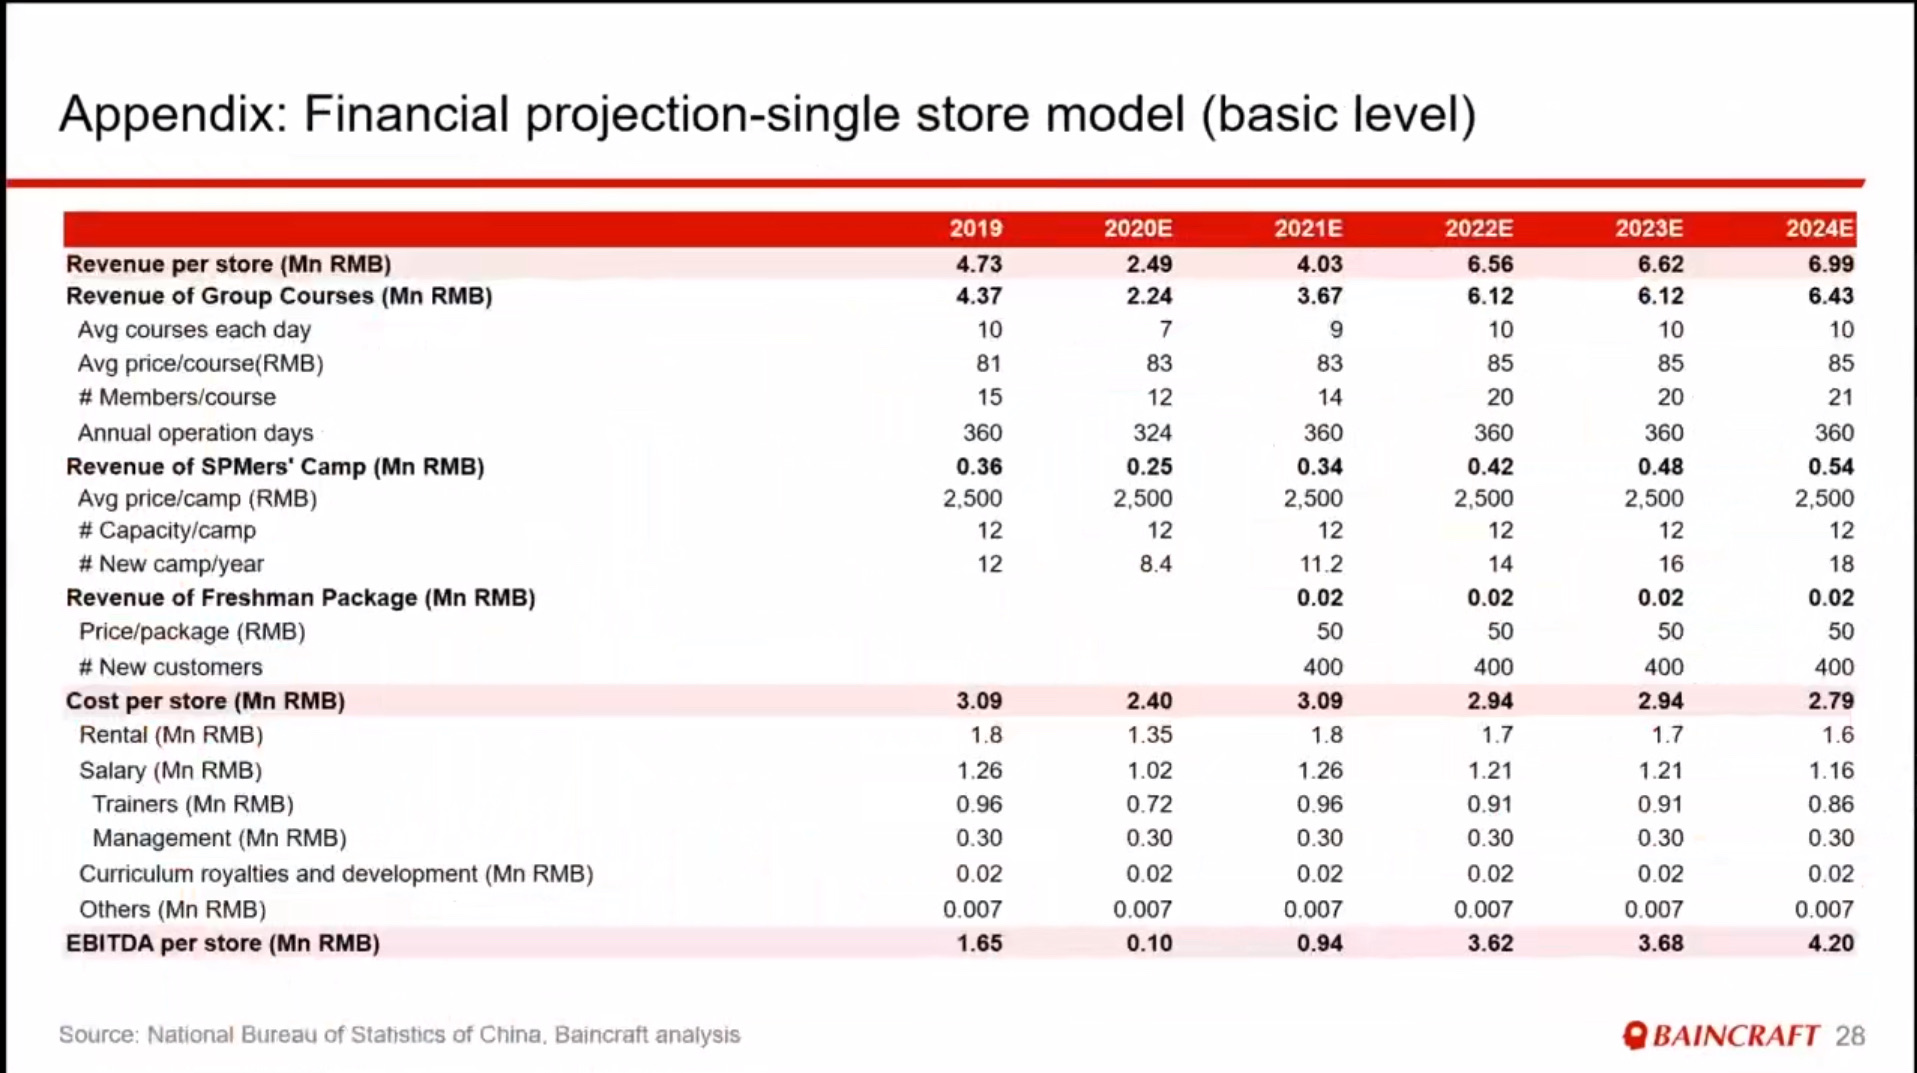 Appendix: Financial projection-single store model (basic level)
2019 2020E 2021E 2022E 2023E 2024E
Revenue per store (Mn RMB) 4.73 2.49 4.03 6.56 6.62 6.99
Revenue of Group Courses (Mn RMB) 4.37 2.24 3.67 6.12 6.12 6.43
Avg courses each day 10 7 9 10 10 10
Avg price/course(RMB) 81 83 83 85 85 85
# Members/course 15 12 14 20 20 21
Annual operation days 360 324 360 360 360 360
Revenue of SPMers' Camp (Mn RMB) 0.36 0.25 0.34 0.42 0.48 0.54
Avg price/camp (RMB) 2,500 2,500 2,500 2,500 2,500 2,500
# Capacity/camp 12 12 12 12 12 12
# New camp/year 12 8.4 11.2 14 16 18
Revenue of Freshman Package (Mn RMB) 0.02 0.02 0.02 0.02
Price/package (RMB) 50 50 50 50
# New customers 400 400 400 400
Cost per store (Mn RMB) 3.09 2.40 3.09 2.94 2.94 2.79
Rental (Mn RMB) 1.8 1.35 1.8 1.7 1.7 1.6
Salary (Mn RMB) 1.26 1.02 1.26 1.21 1.21 1.16
Trainers (Mn RMB) 0.96 0.72 0.96 0.91 0.91 0.86
Management (Mn RMB) 0.30 0.30 0.30 0.30 0.30 0.30
Curriculum royalties and development (Mn RMB) 0.02 0.02 0.02 0.02 0.02 0.02
Others (Mn RMB) 0.007 0.007 0.007 0.007 0.007 0.007
EBITDA per store (Mn RMB) 1.65 0.10 0.94 3.62 3.68 4.20
Source: National Bureau of Statistics of China, Baincraft analysis
BAINCRAFT 28